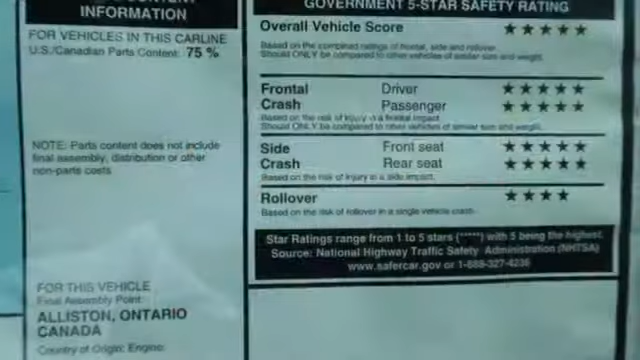 INFORMATION
FOR VEHICLES IN THIS CARLINE
U.S./Canadian Parts Content: 75 %
NOTE: Parts content does not include
final assembly, distribution or other
non-parts costs
FOR THIS VEHICLE
Final Assembly Point:
ALLISTON, ONTARIO
CANADA
Country of Origin: Engine:
GOVERNMENT 5-STAR SAFETY RATING
Overall Vehicle Score ★★★★★
Based on the combined ratings of frontal, side and rollover.
Should ONLY be compared to other vehicles of similar size and weight.
Frontal Driver ★★★★★
Crash Passenger ★★★★★
Based on the risk of injury in a frontal impact.
Should ONLY be compared to other vehicles of similar size and weight.
Side Front seat ★★★★★
Crash Rear seat ★★★★★
Based on the risk of injury in a side impact.
Rollover ★★★★
Based on the risk of rollover in a single vehicle crash.
Star Ratings range from 1 to 5 stars (*****) with 5 being the highest.
Source: National Highway Traffic Safety Administration (NHTSA)
www.safercar.gov or 1-888-327-4236